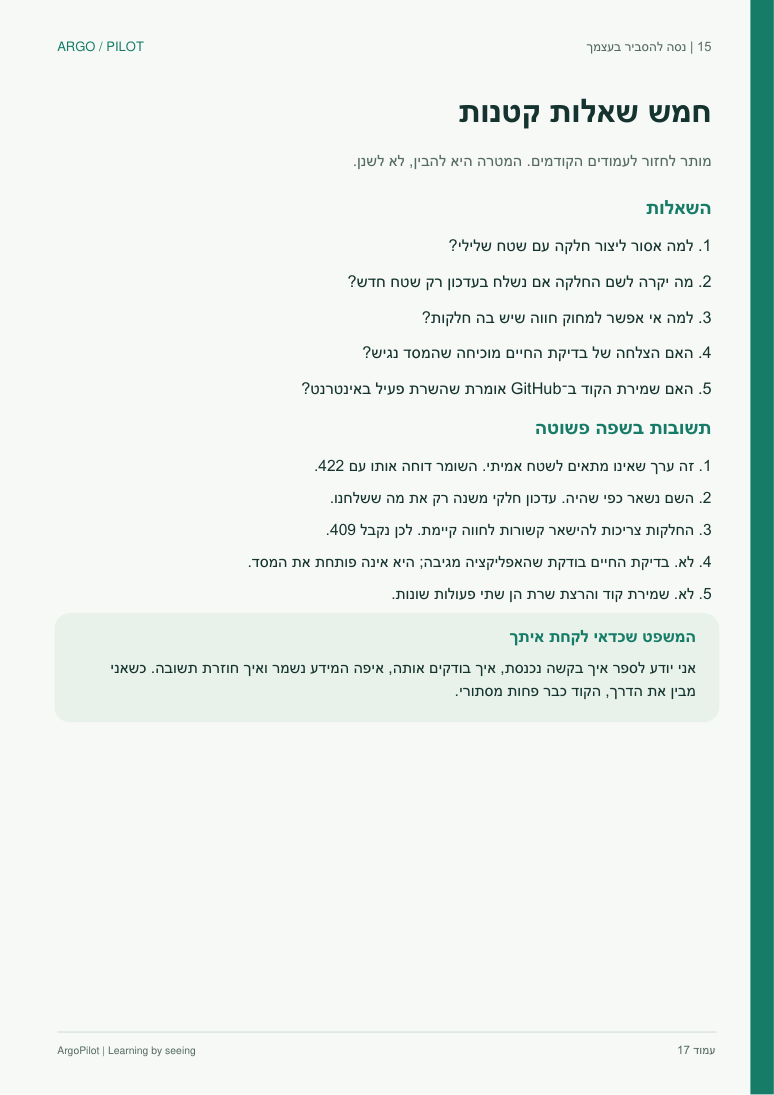 15 | נסה להסביר בעצמך
ARGO / PILOT
חמש שאלות קטנות
מותר לחזור לעמודים הקודמים. המטרה היא להבין, לא לשנן.
השאלות
1. למה אסור ליצור חלקה עם שטח שלילי?
2. מה יקרה לשם החלקה אם נשלח בעדכון רק שטח חדש?
3. למה אי אפשר למחוק חווה שיש בה חלקות?
4. האם הצלחה של בדיקת החיים מוכיחה שהמסד נגיש?
5. האם שמירת הקוד ב־GitHub אומרת שהשרת פעיל באינטרנט?
תשובות בשפה פשוטה
1. זה ערך שאינו מתאים לשטח אמיתי. השומר דוחה אותו עם 422.
2. השם נשאר כפי שהיה. עדכון חלקי משנה רק את מה ששלחנו.
3. החלקות צריכות להישאר קשורות לחווה קיימת. לכן נקבל 409.
4. לא. בדיקת החיים בודקת שהאפליקציה מגיבה; היא אינה פותחת את המסד.
5. לא. שמירת קוד והרצת שרת הן שתי פעולות שונות.
המשפט שכדאי לקחת איתך
אני יודע לספר איך בקשה נכנסת, איך בודקים אותה, איפה המידע נשמר ואיך חוזרת תשובה. כשאני
מבין את הדרך, הקוד כבר פחות מסתורי.
עמוד 17
ArgoPilot | Learning by seeing